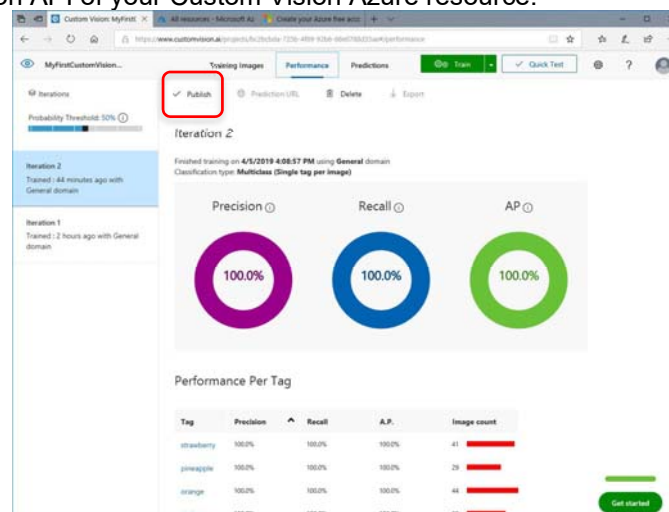 on API For your Custom Vision Azure resource.
Custom Vision: MyFirstC
All resources - Microsoft Az
Create your Azure free acco
https://www.customvision.ai/projects/
MyFirstCustomVision...
Training Images
Performance
Predictions
Train
Quick Test
?
Iterations
Publish
Prediction URL
Delete
Export
Probability Threshold: 50%
Iteration 2
Finished training on 4/5/2019 4:08:57 PM using General domain
Classification type: Multiclass (Single tag per image)
Iteration 2
Trained : 44 minutes ago with
General domain
Iteration 1
Trained : 2 hours ago with General
domain
Precision
Recall
AP
100.0%
100.0%
100.0%
Performance Per Tag
Tag Precision ^ Recall A.P. Image count
strawberry 100.0% 100.0% 100.0% 41
pineapple 100.0% 100.0% 100.0% 29
orange 100.0% 100.0% 100.0% 44
Get started